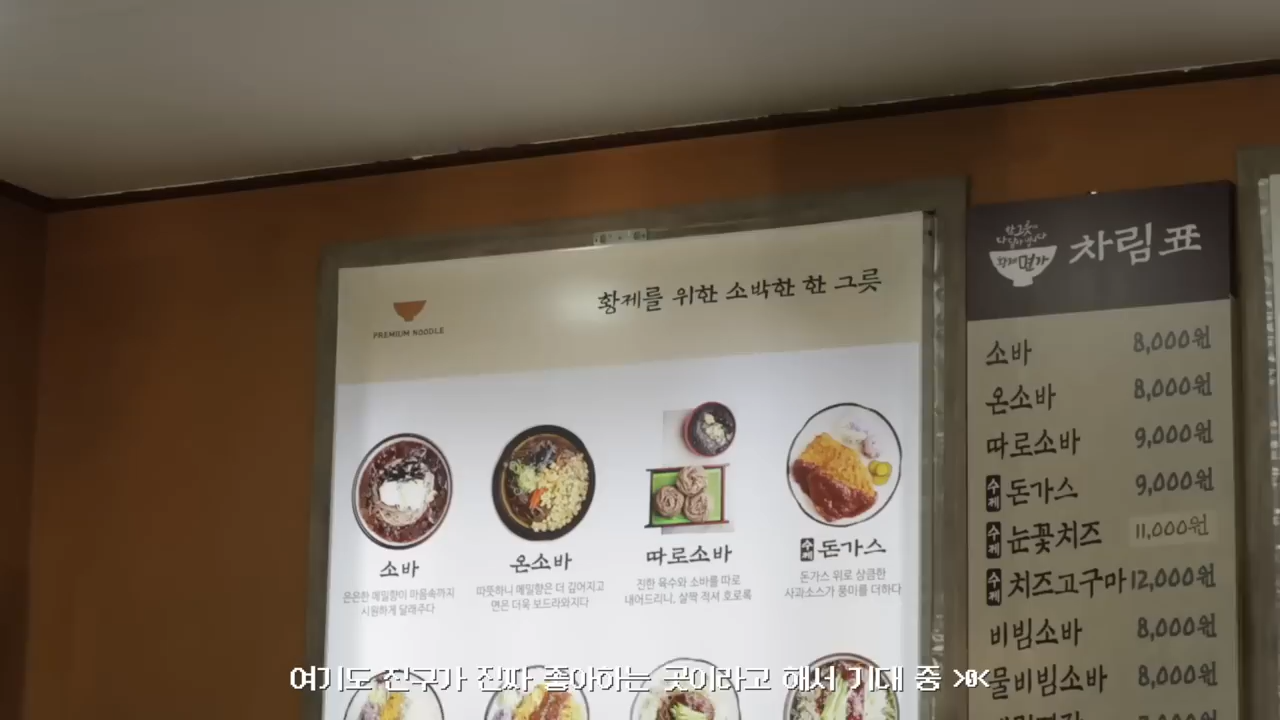 PREMIUM NOODLE
황제를 위한 소박한 한 그릇
소바
은은한 메밀향이 마음속까지
시원하게 달래주다
온소바
따뜻하니 메밀향은 더 깊어지고
면은 더욱 보드라와지다
따로소바
진한 육수와 소바를 따로
내어드리니, 살짝 적셔 호로록
수제 돈가스
돈가스 위로 상큼한
사과소스가 풍미를 더하다
황제면가
차림표
소바 8,000원
온소바 8,000원
따로소바 9,000원
수제 돈가스 9,000원
수제 눈꽃치즈 11,000원
수제 치즈고구마 12,000원
비빔소바 8,000원
물비빔소바 8,000원
여기도 친구가 진짜 좋아하는 곳이라고 해서 기대 중 >0<